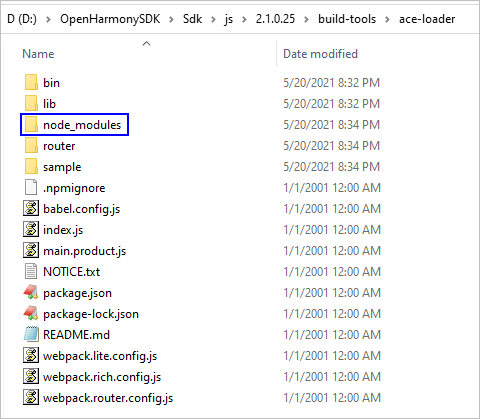 D (D:) > OpenHarmonySDK > Sdk > js > 2.1.0.25 > build-tools > ace-loader
Name Date modified
bin 5/20/2021 8:32 PM
lib 5/20/2021 8:32 PM
node_modules 5/20/2021 8:34 PM
router 5/20/2021 8:34 PM
sample 5/20/2021 8:34 PM
.npmignore 1/1/2001 12:00 AM
babel.config.js 1/1/2001 12:00 AM
index.js 1/1/2001 12:00 AM
main.product.js 1/1/2001 12:00 AM
NOTICE.txt 1/1/2001 12:00 AM
package.json 1/1/2001 12:00 AM
package-lock.json 1/1/2001 12:00 AM
README.md 1/1/2001 12:00 AM
webpack.lite.config.js 1/1/2001 12:00 AM
webpack.rich.config.js 1/1/2001 12:00 AM
webpack.router.config.js 1/1/2001 12:00 AM